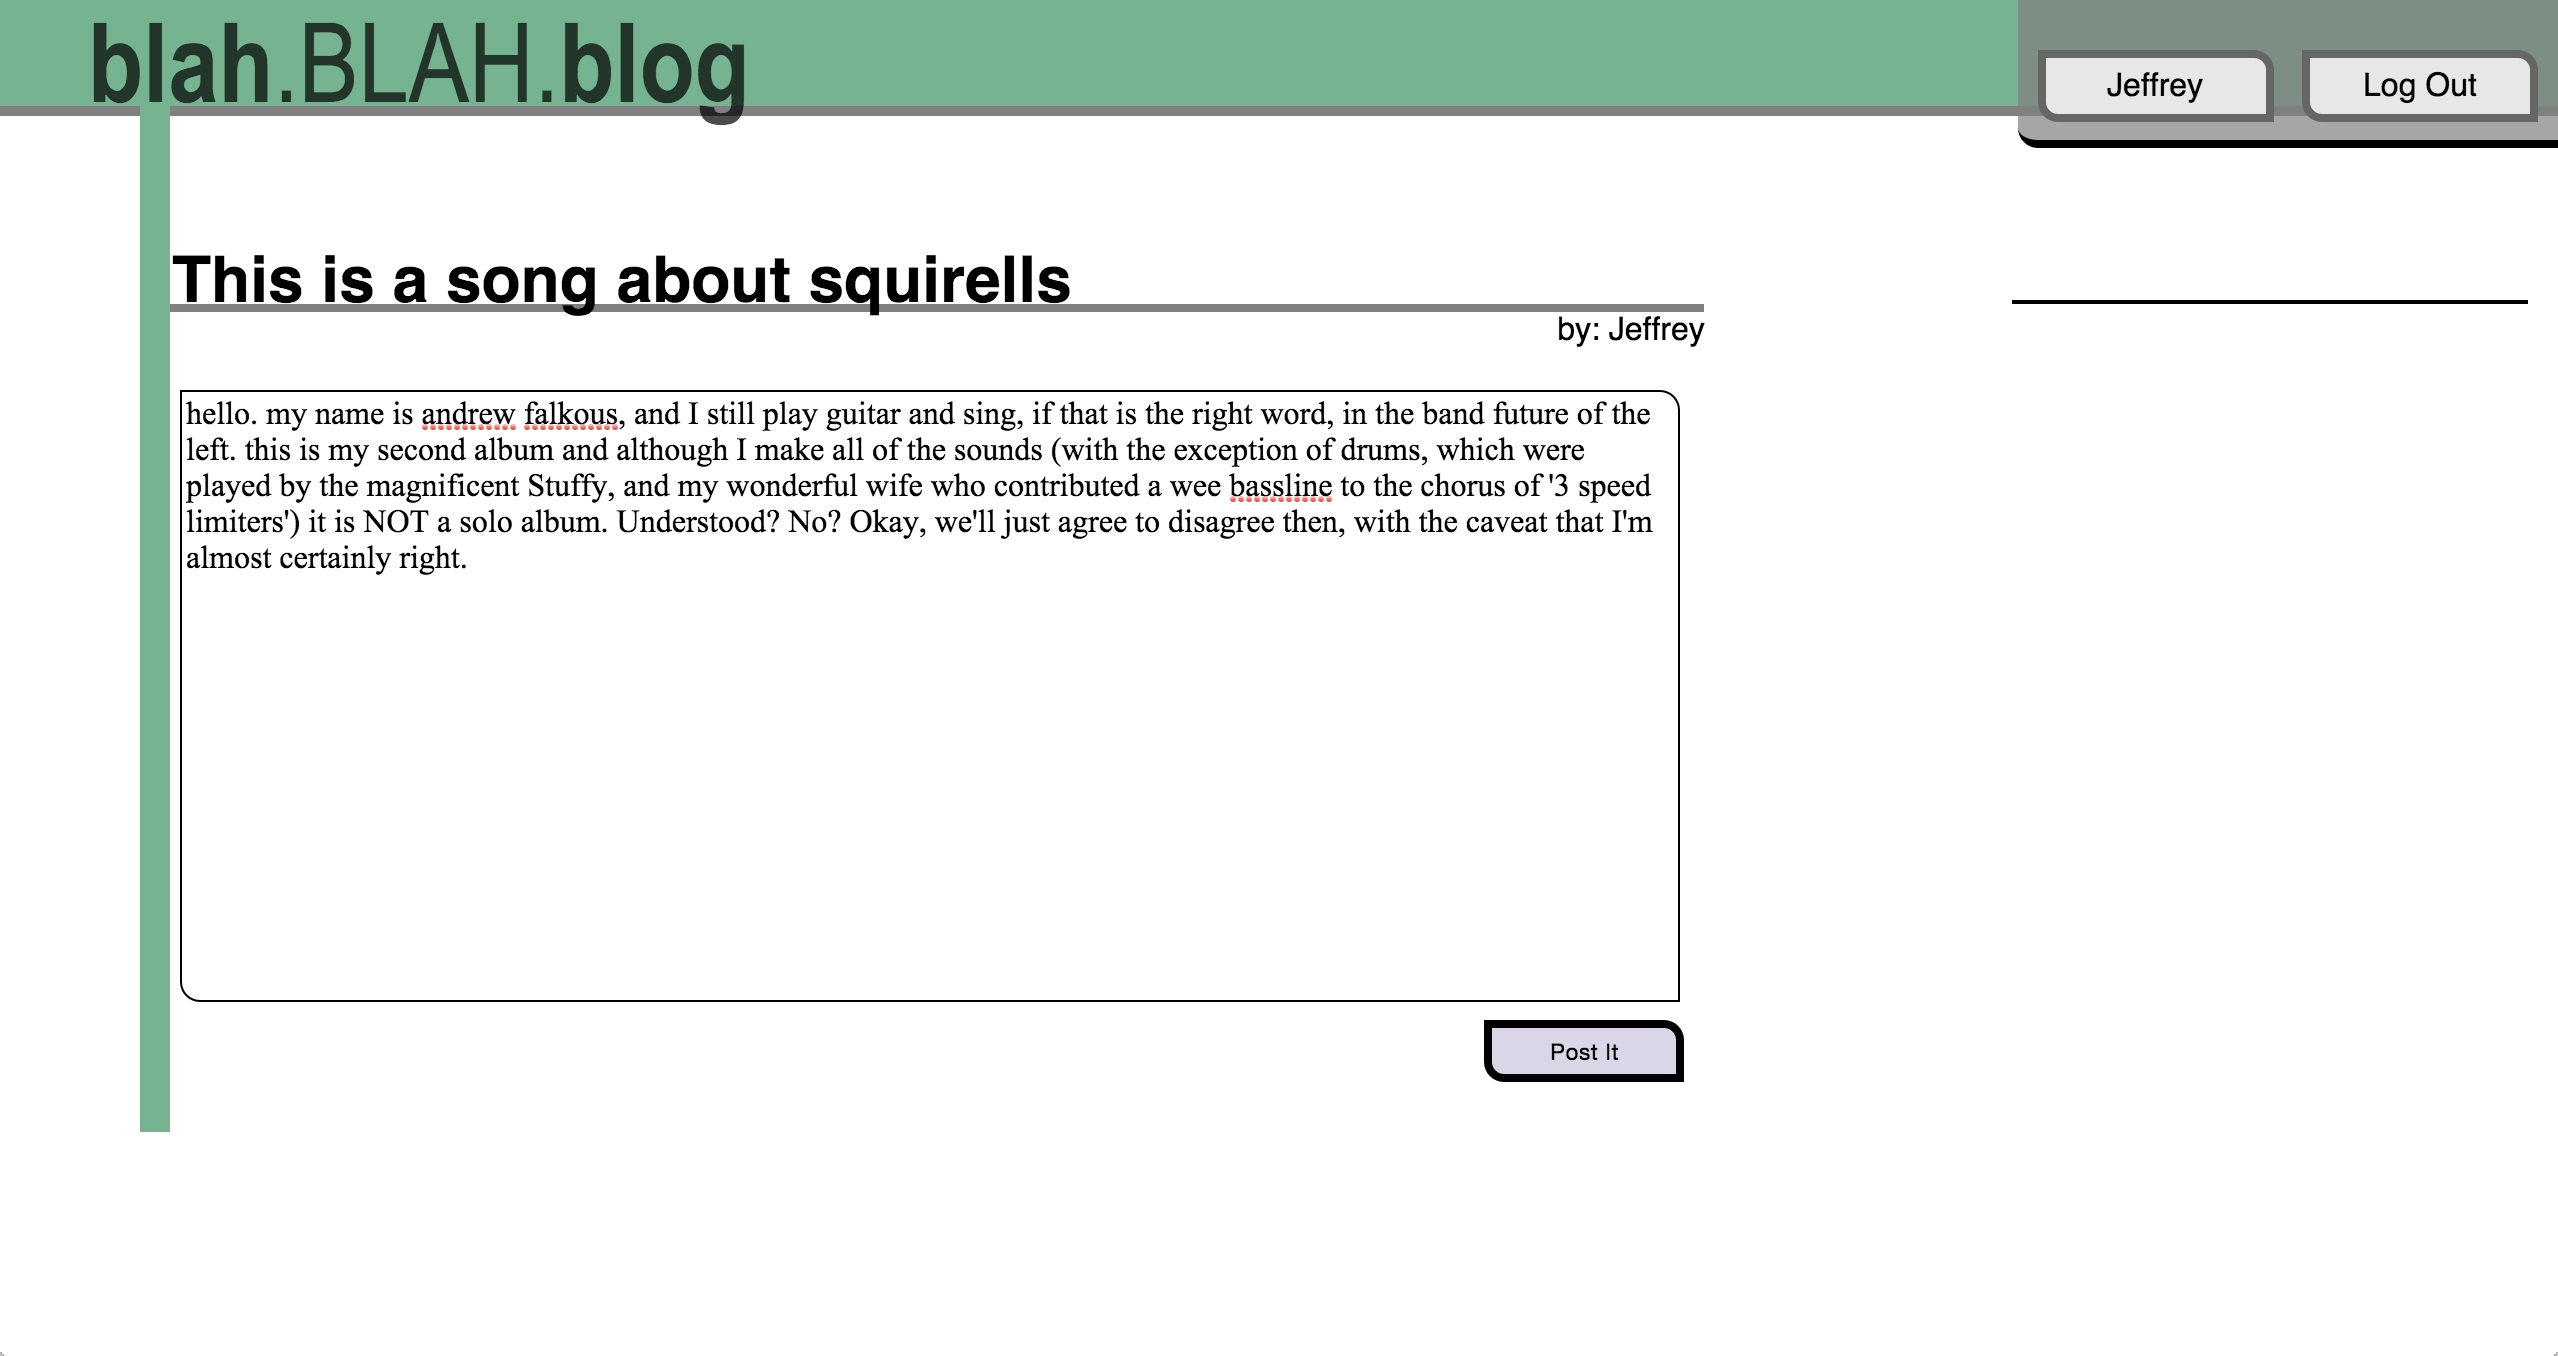 blah.BLAH.blog
Jeffrey
Log Out
This is a song about squirells
by: Jeffrey
hello. my name is andrew falkous, and I still play guitar and sing, if that is the right word, in the band future of the
left. this is my second album and although I make all of the sounds (with the exception of drums, which were
played by the magnificent Stuffy, and my wonderful wife who contributed a wee bassline to the chorus of '3 speed
limiters') it is NOT a solo album. Understood? No? Okay, we'll just agree to disagree then, with the caveat that I'm
almost certainly right.
Post It